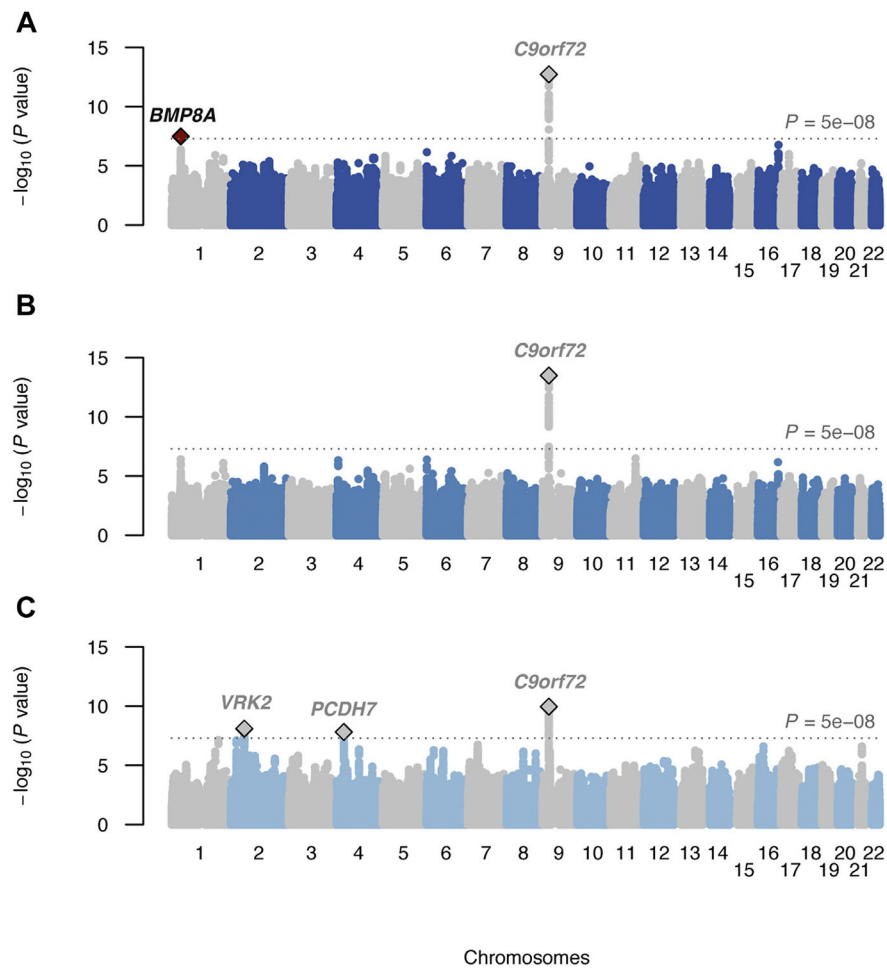 A
C9orf72
15
10
BMP8A
P = 5e−08
5
0
−log10 (P value)
1 2 3 4 5 6 7 8 9 10 11 12 13 14 16 18 20 22
15 17 19 21
B
C9orf72
15
10
P = 5e−08
5
0
−log10 (P value)
1 2 3 4 5 6 7 8 9 10 11 12 13 14 16 18 20 22
15 17 19 21
C
15
C9orf72
VRK2
PCDH7
10
P = 5e−08
5
0
−log10 (P value)
1 2 3 4 5 6 7 8 9 10 11 12 13 14 16 18 20 22
15 17 19 21
Chromosomes